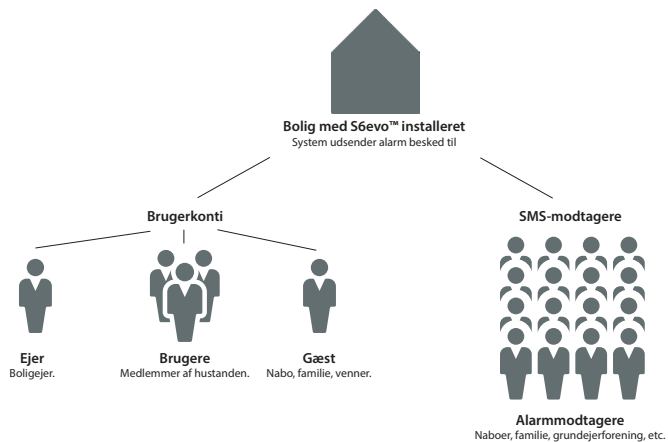 Bolig med S6evo™ installeret
System udsender alarm besked til
Brugerkonti
SMS-modtagere
Ejer
Boligejer.
Brugere
Medlemmer af hustanden.
Gæst
Nabo, familie, venner.
Alarmmodtagere
Naboer, familie, grundejerforening, etc.